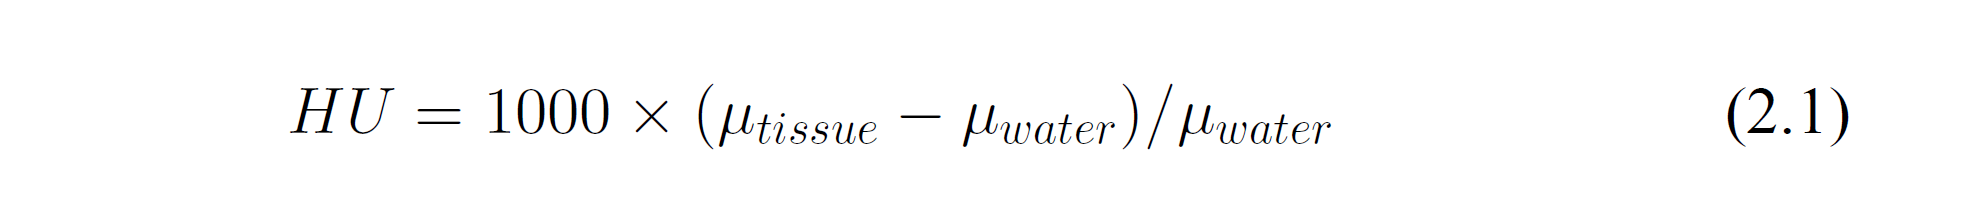 HU = 1000 × (μ_tissue − μ_water)/μ_water (2.1)